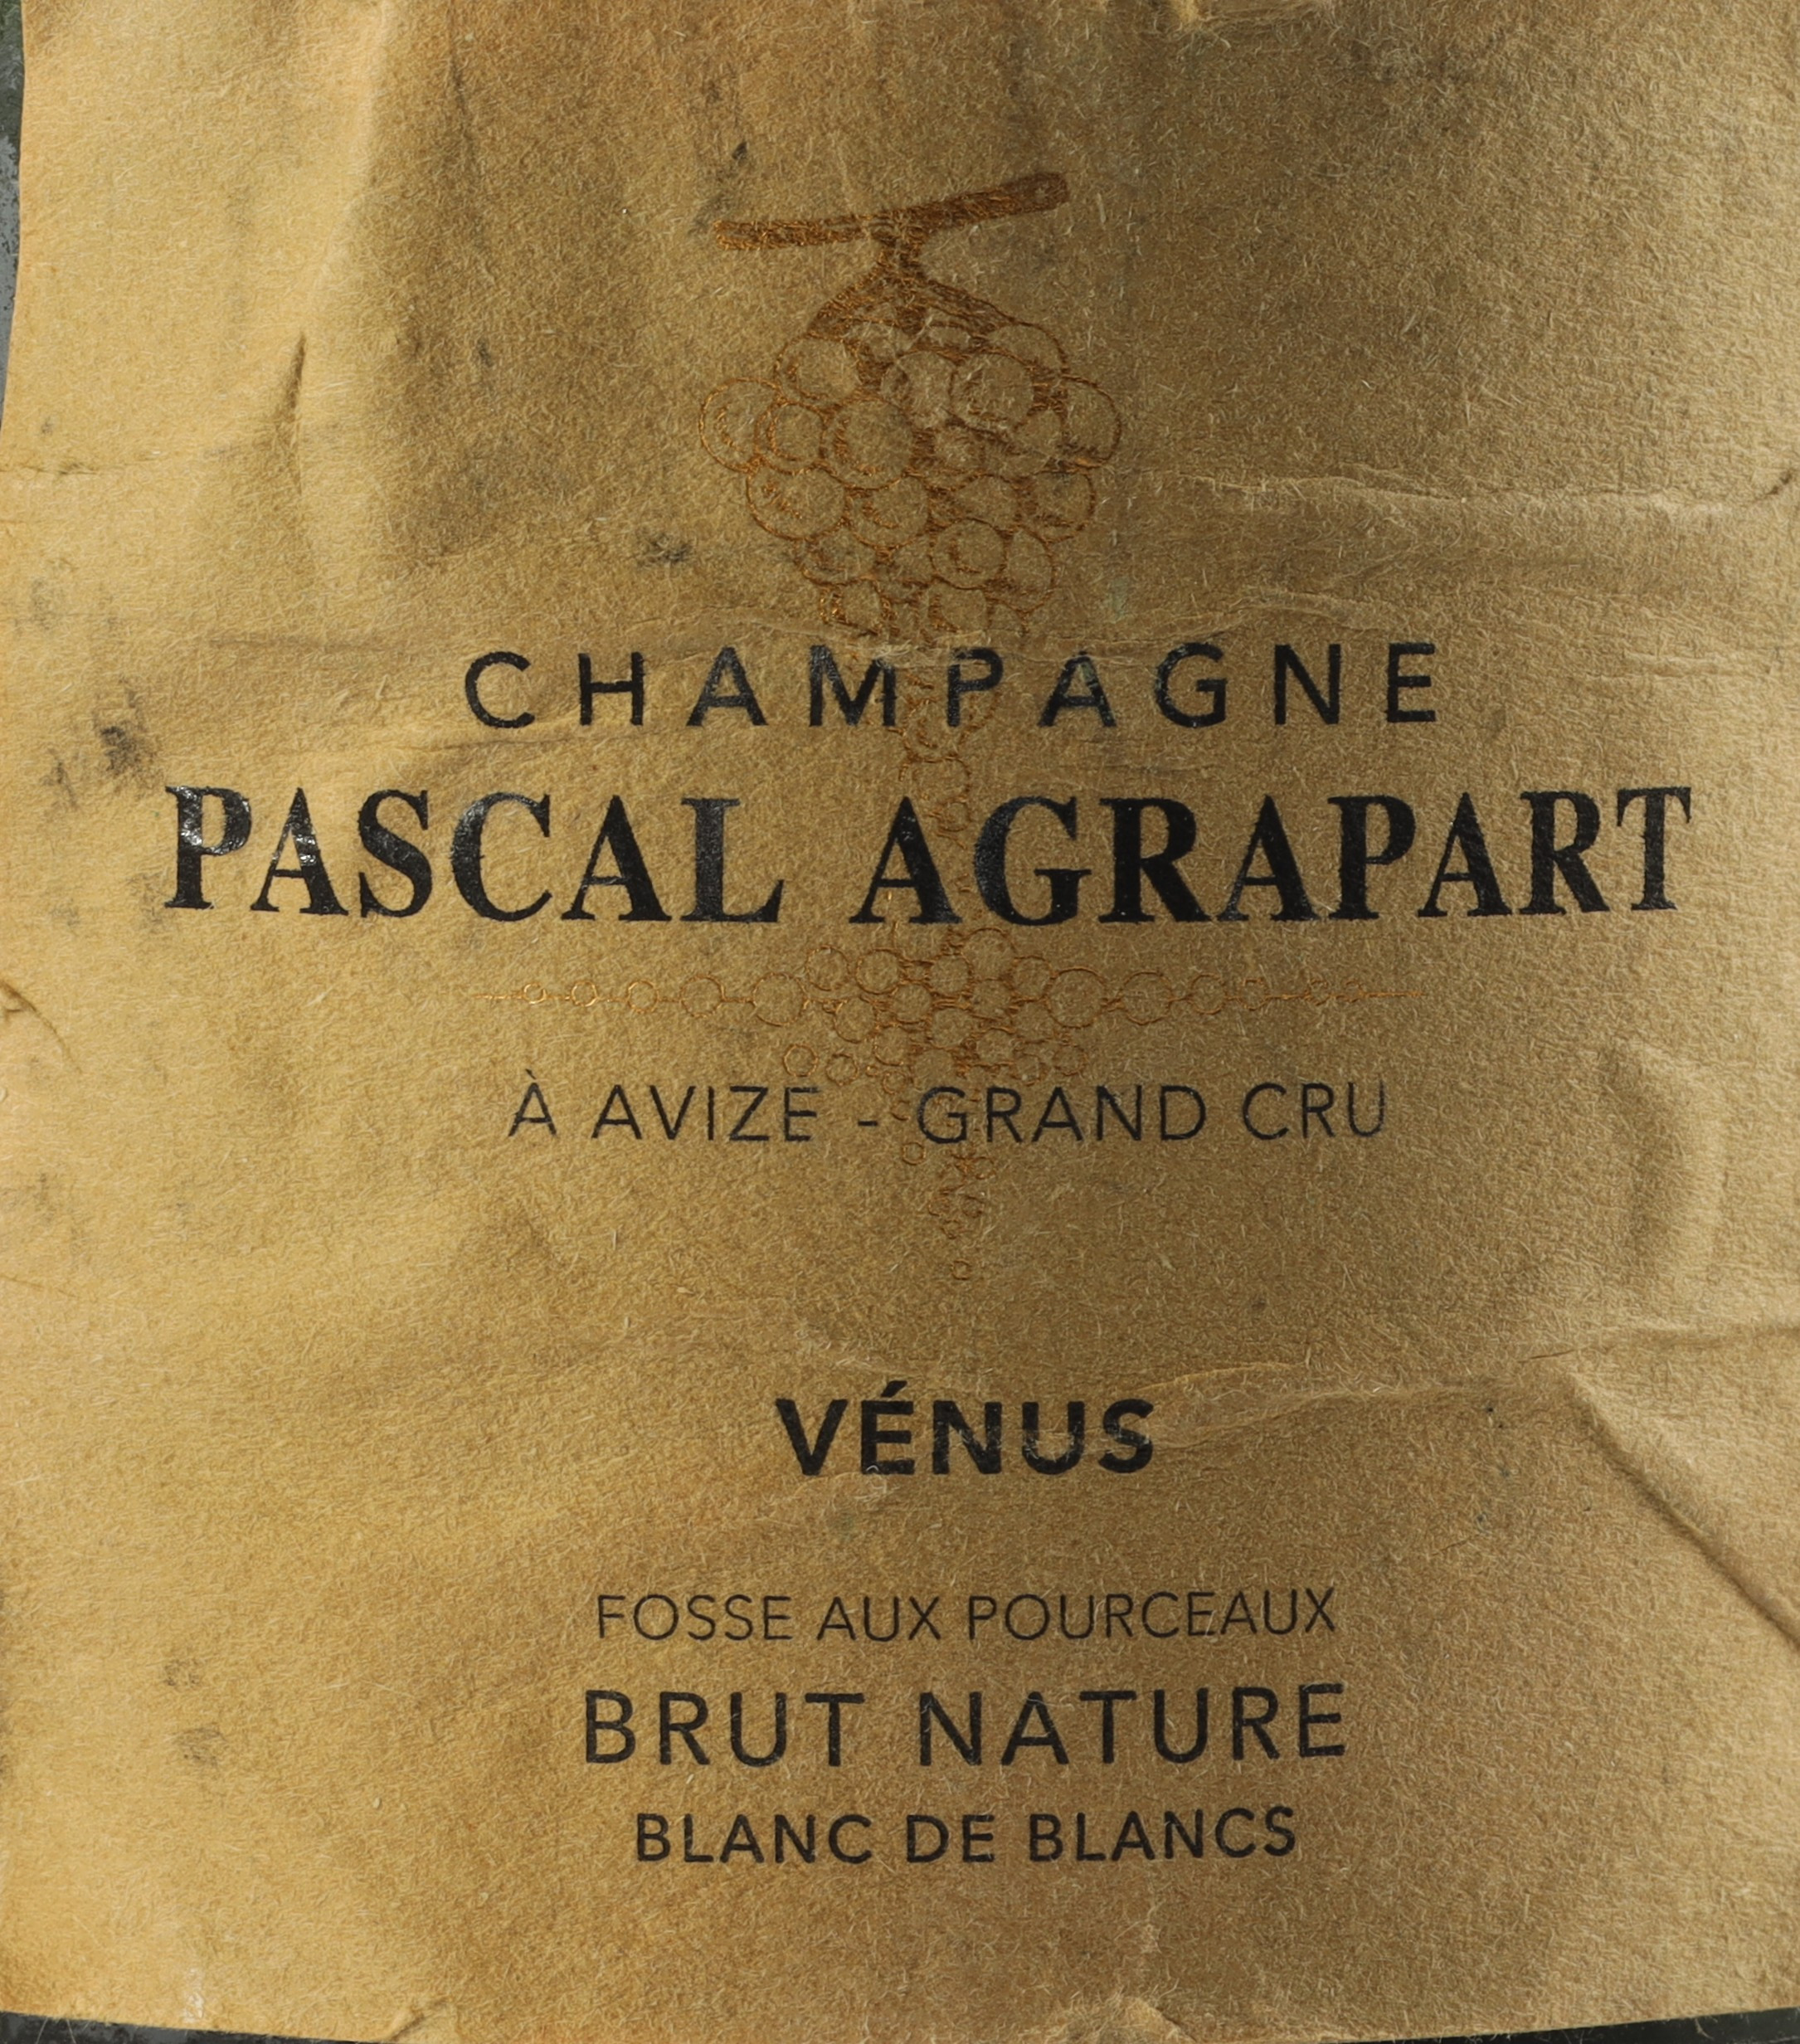 CHAMPAGNE
PASCAL AGRAPART
À AVIZE - GRAND CRU
VÉNUS
FOSSE AUX POURCEAUX
BRUT NATURE
BLANC DE BLANCS